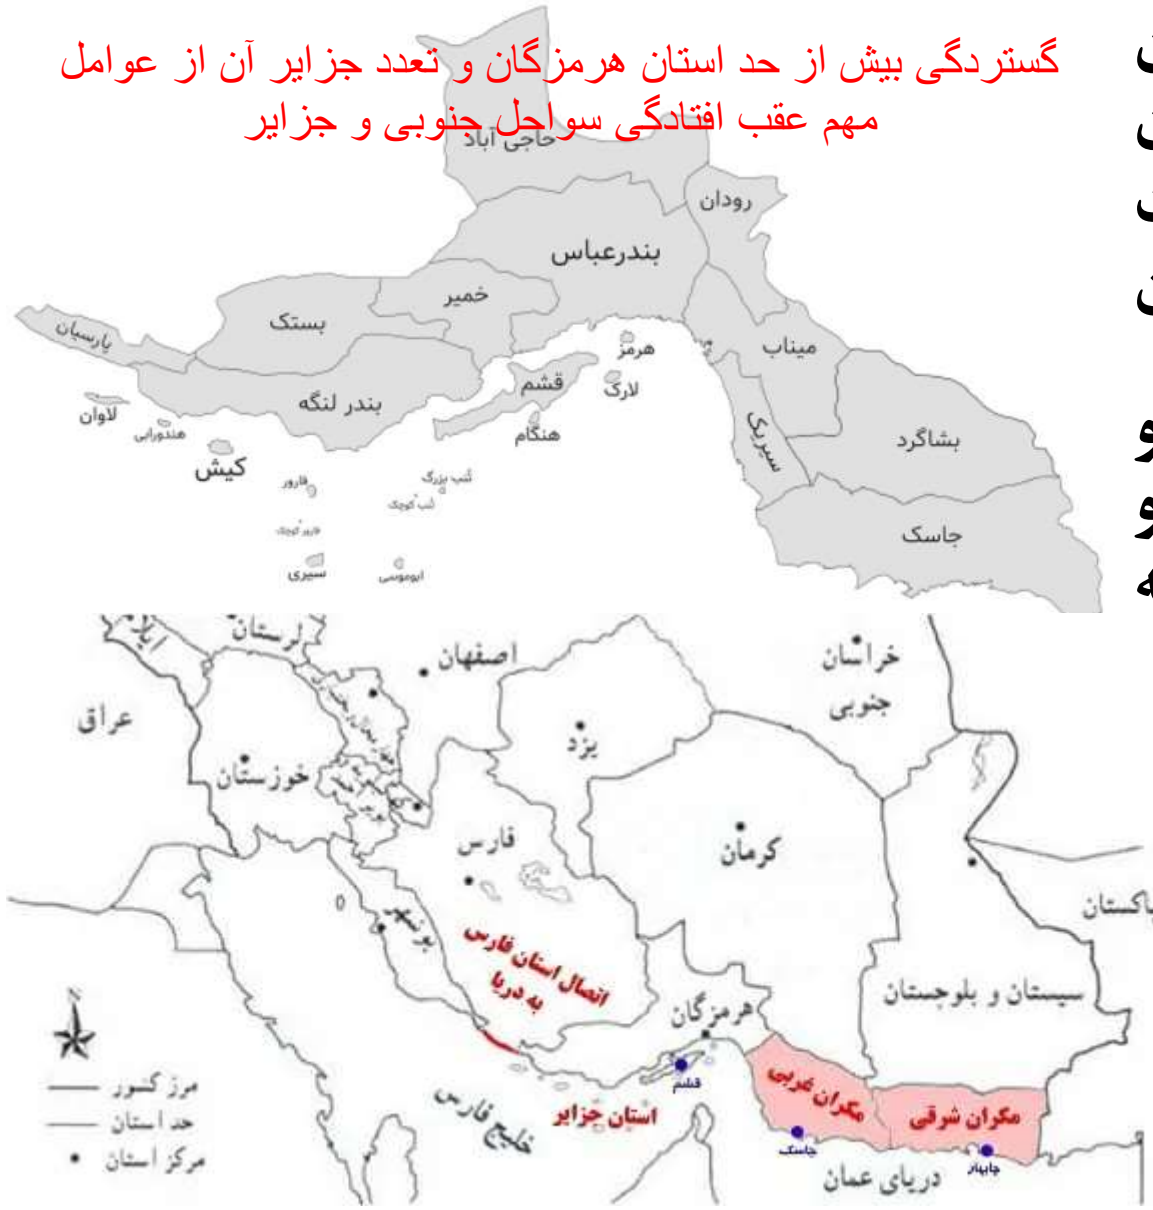 گستردگی بیش از حد استان هرمزگان و تعدد جزایر آن از عوامل
مهم عقب افتادگی سواحل جنوبی و جزایر
حاجی آباد
رودان
بندرعباس
خمیر
بستک
پارسیان
هرمز
میناب
قشم
لارک
بندر لنگه
لاوان
هندورابی
هنگام
سیریک
بشاگرد
کیش
فارور
تنب بزرگ
تنب کوچک
فارور کوچک
جاسک
سیری
ابوموسی
و
و
لرستان
ایلام
اصفهان
خراسان
جنوبی
عراق
یزد
خوزستان
فارس
کرمان
پاکستان
بوشهر
اتصال استان فارس
به دریا
سیستان و بلوچستان
هرمزگان
N
قشم
مرز کشور
حد استان
مرکز استان
خلیج فارس
استان جزایر
مکران غربی
مکران شرقی
جاسک
چابهار
دریای عمان